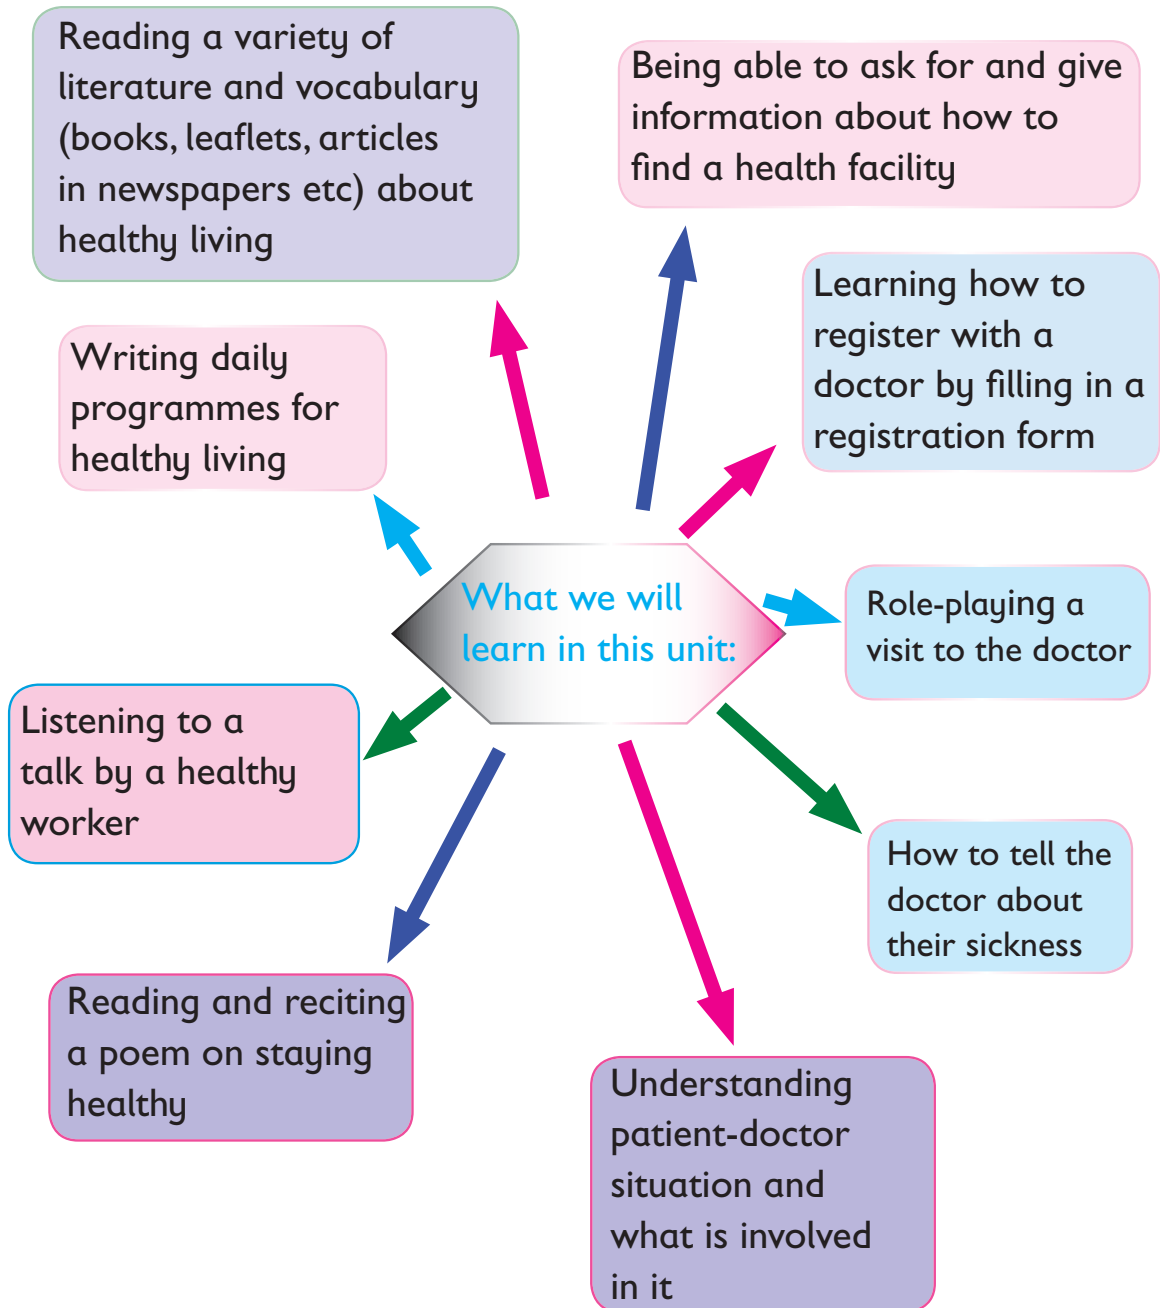 Reading a variety of
literature and vocabulary
(books, leaflets, articles
in newspapers etc) about
healthy living
Being able to ask for and give
information about how to
find a health facility
Writing daily
programmes for
healthy living
Learning how to
register with a
doctor by filling in a
registration form
What we will
learn in this unit:
Role-playing a
visit to the doctor
Listening to a
talk by a healthy
worker
How to tell the
doctor about
their sickness
Reading and reciting
a poem on staying
healthy
Understanding
patient-doctor
situation and
what is involved
in it